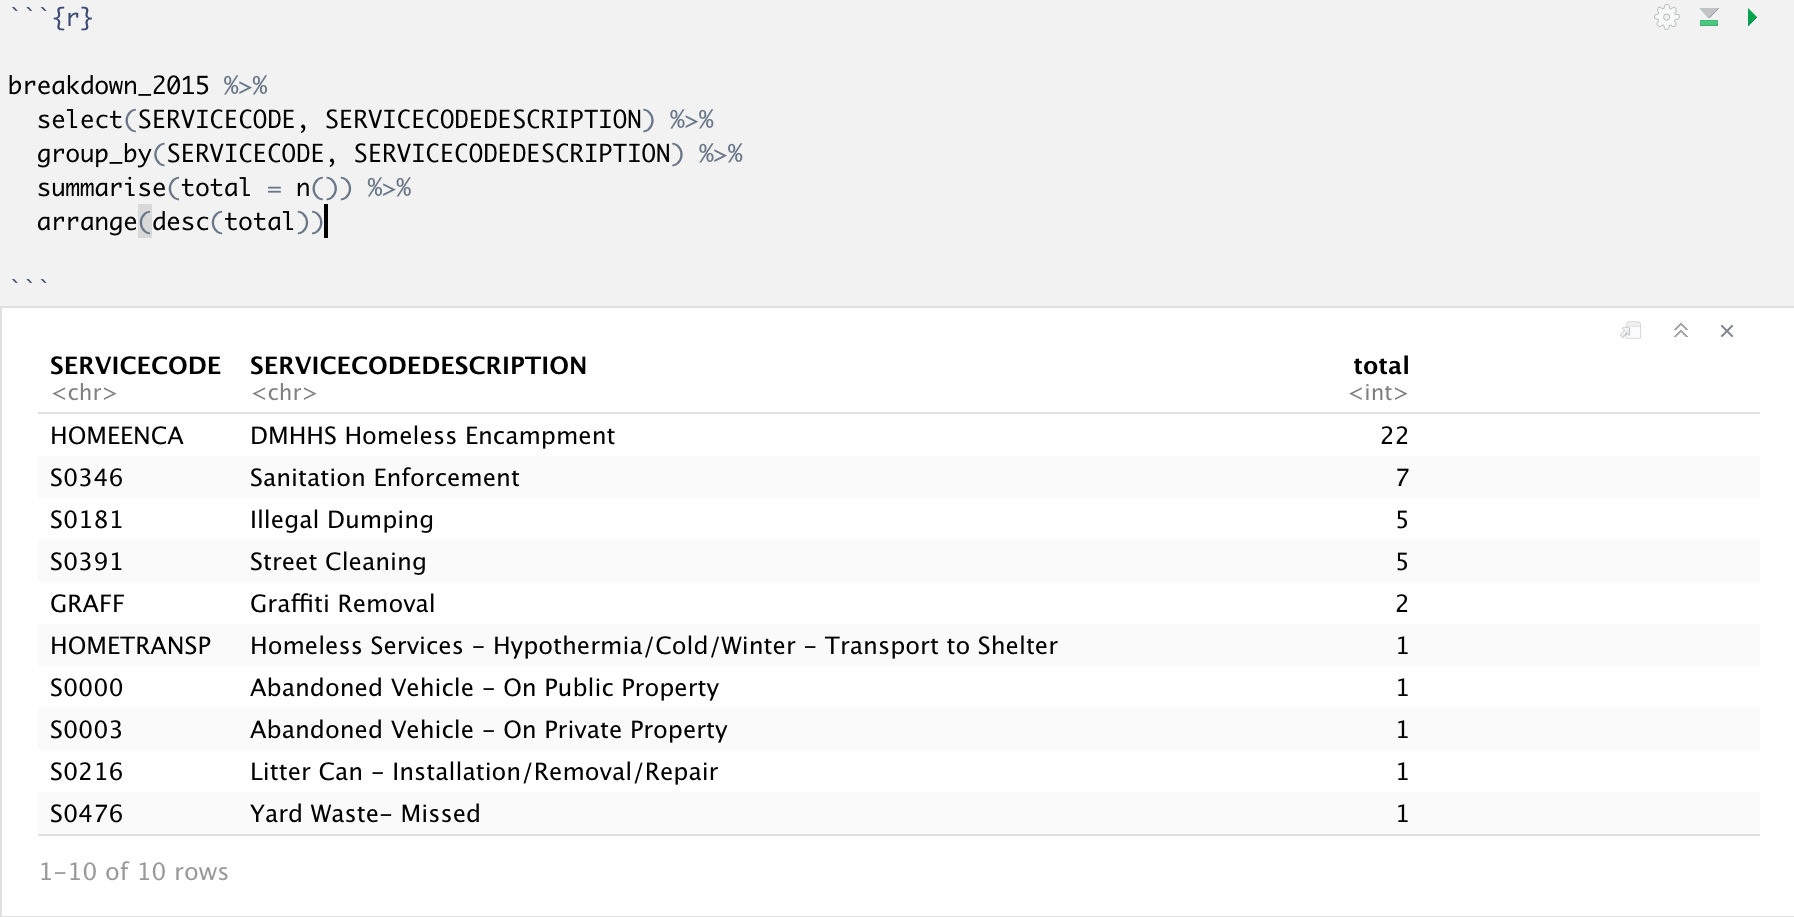 ```{r}
breakdown_2015 %>%
select(SERVICECODE, SERVICECODEDESCRIPTION) %>%
group_by(SERVICECODE, SERVICECODEDESCRIPTION) %>%
summarise(total = n()) %>%
arrange(desc(total))
```
SERVICECODE SERVICECODEDESCRIPTION total
<chr> <chr> <int>
HOMEENCA DMHHS Homeless Encampment 22
S0346 Sanitation Enforcement 7
S0181 Illegal Dumping 5
S0391 Street Cleaning 5
GRAFF Graffiti Removal 2
HOMETRANSP Homeless Services - Hypothermia/Cold/Winter - Transport to Shelter 1
S0000 Abandoned Vehicle - On Public Property 1
S0003 Abandoned Vehicle - On Private Property 1
S0216 Litter Can - Installation/Removal/Repair 1
S0476 Yard Waste- Missed 1
1-10 of 10 rows